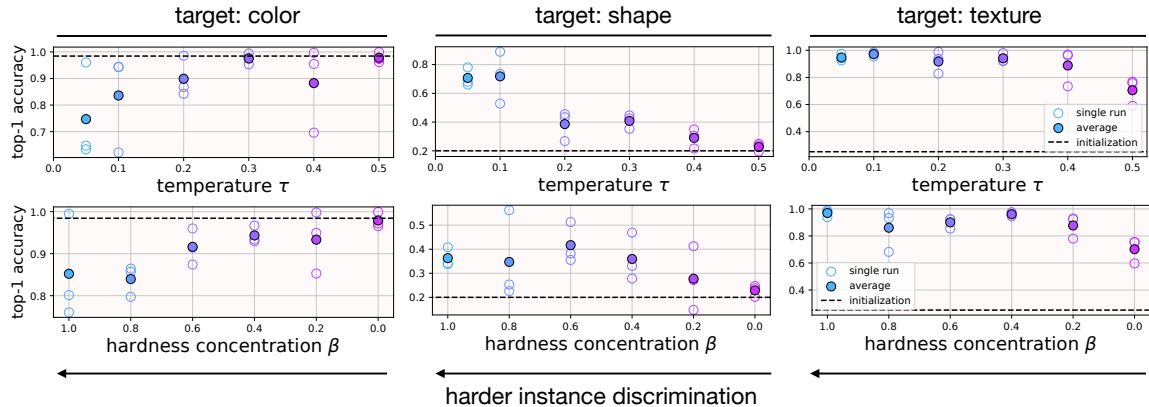 target: color
target: shape
target: texture
top-1 accuracy
1.0
0.9
0.8
0.7
0.0 0.1 0.2 0.3 0.4 0.5
temperature τ
0.8
0.6
0.4
0.2
0.0 0.1 0.2 0.3 0.4 0.5
temperature τ
1.0
0.8
0.6
0.4
single run
average
initialization
0.0 0.1 0.2 0.3 0.4 0.5
temperature τ
top-1 accuracy
1.0
0.9
0.8
1.0 0.8 0.6 0.4 0.2 0.0
hardness concentration β
0.5
0.4
0.3
0.2
1.0 0.8 0.6 0.4 0.2 0.0
hardness concentration β
1.0
0.8
0.6
0.4
single run
average
initialization
1.0 0.8 0.6 0.4 0.2 0.0
hardness concentration β
harder instance discrimination